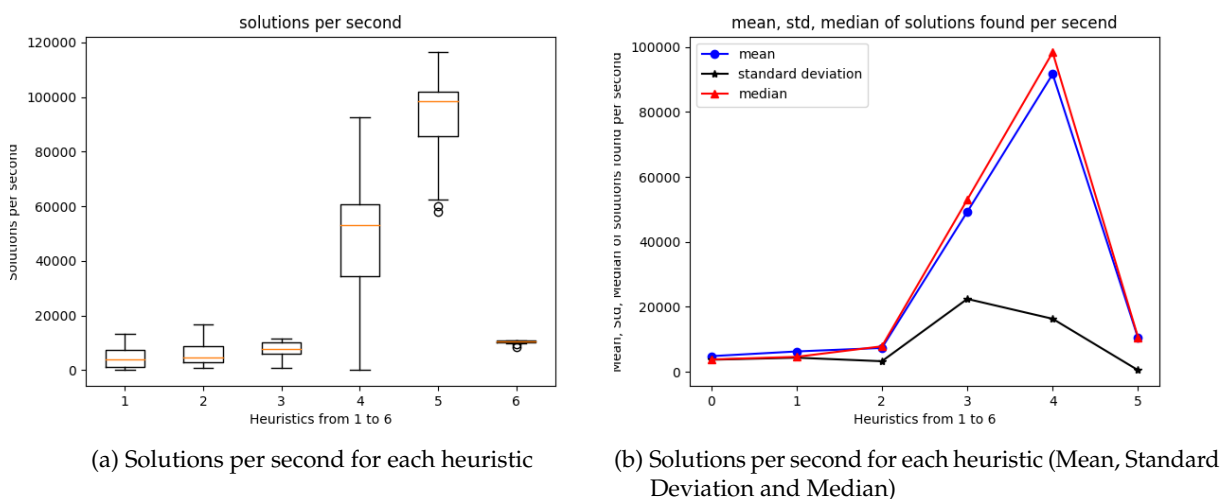 solutions per second
120000
100000
80000
60000
40000
20000
0
Solutions per second
1 2 3 4 5 6
Heuristics from 1 to 6
(a) Solutions per second for each heuristic
mean, std, median of solutions found per secend
mean
standard deviation
median
100000
80000
60000
40000
20000
0
Mean, Std, Median of solutions found per second
0 1 2 3 4 5
Heuristics from 1 to 6
(b) Solutions per second for each heuristic (Mean, Standard
Deviation and Median)